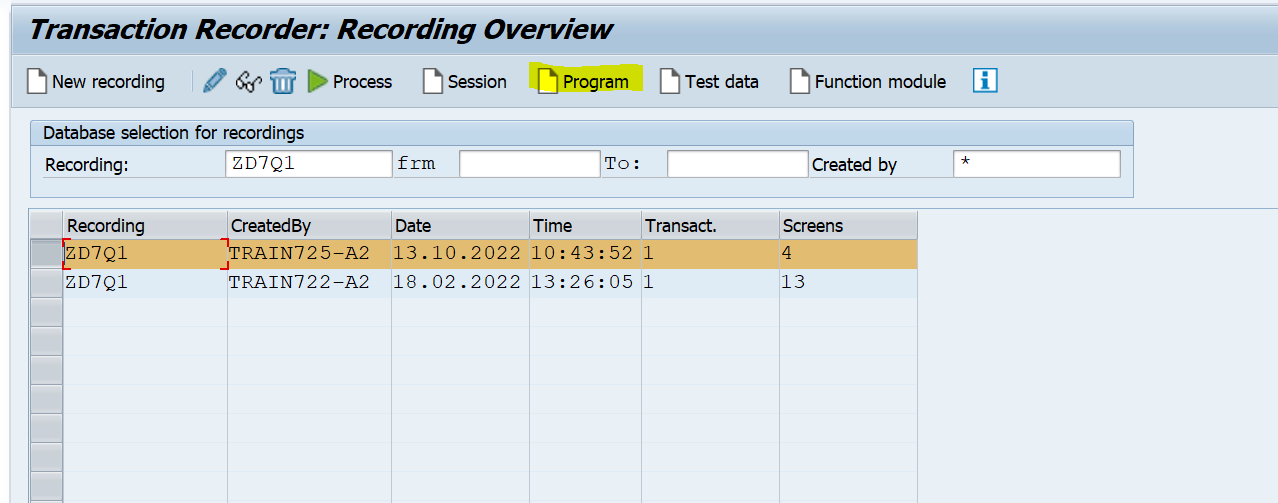 Transaction Recorder: Recording Overview
New recording Process Session Program Test data Function module
Database selection for recordings
Recording: ZD7Q1 frm To: Created by *
Recording CreatedBy Date Time Transact. Screens
ZD7Q1 TRAIN725-A2 13.10.2022 10:43:52 1 4
ZD7Q1 TRAIN722-A2 18.02.2022 13:26:05 1 13